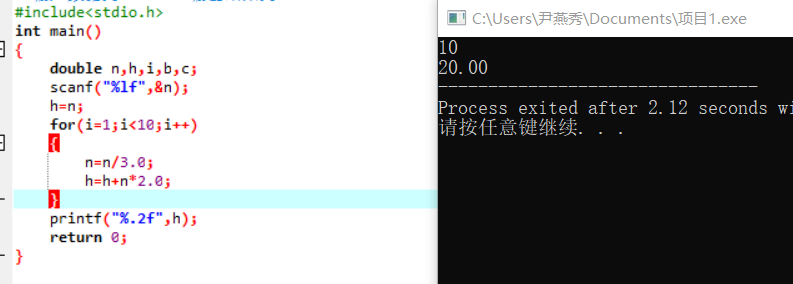 #include<stdio.h>
int main()
{
    double n,h,i,b,c;
    scanf("%lf",&n);
    h=n;
    for(i=1;i<10;i++)
    {
        n=n/3.0;
        h=h+n*2.0;
    }
    printf("%.2f",h);
    return 0;
}
C:\Users\尹燕秀\Documents\项目1.exe
10
20.00
--------------------------------
Process exited after 2.12 seconds wi
请按任意键继续. . .